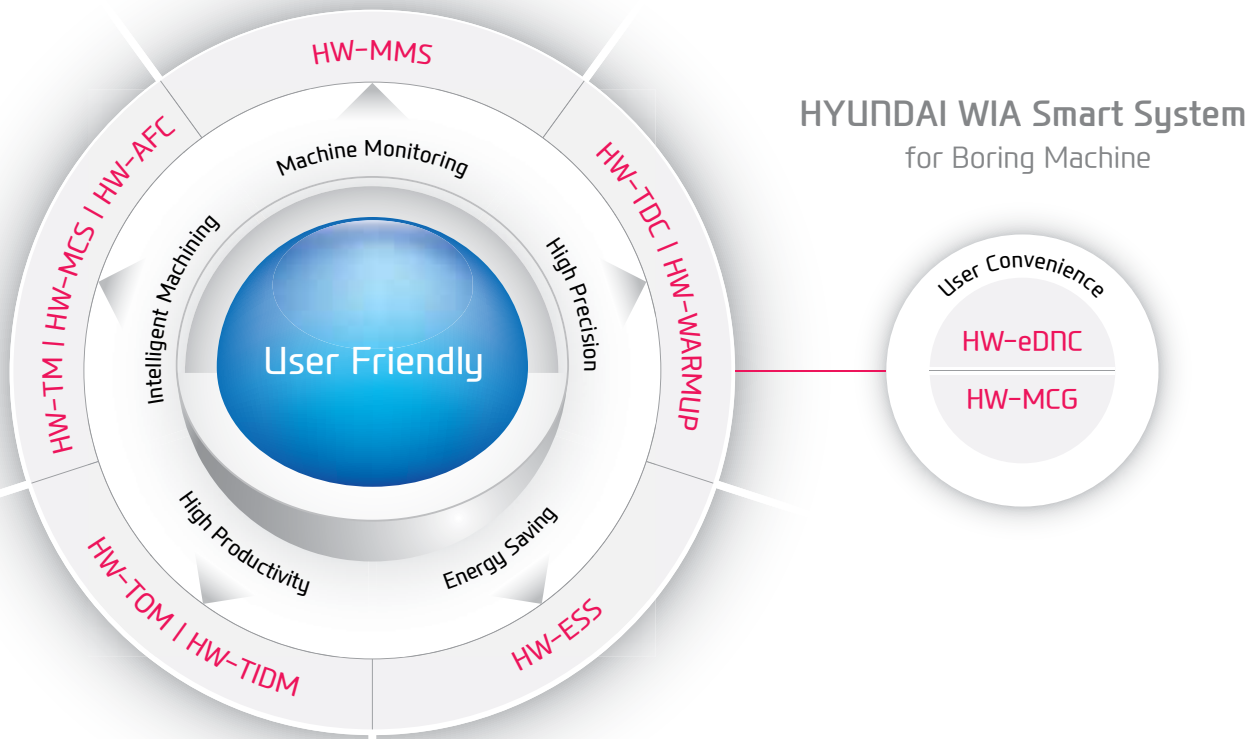 HYUNDAI WIA Smart System
for Boring Machine
HW-MMS
HW-TDC | HW-WARMUP
HW-ESS
HW-TOM | HW-TIDM
HW-TM | HW-MCS | HW-AFC
Machine Monitoring
High Precision
Energy Saving
High Productivity
Intelligent Machining
User Friendly
User Convenience
HW-eDNC
HW-MCG